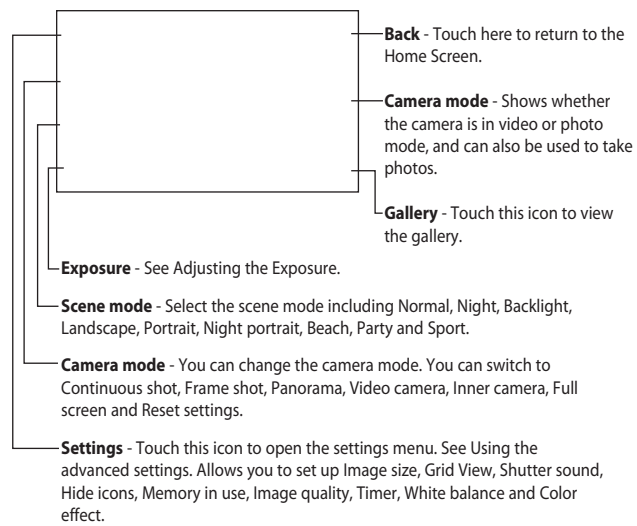 Back - Touch here to return to the
Home Screen.
Camera mode - Shows whether
the camera is in video or photo
mode, and can also be used to take
photos.
Gallery - Touch this icon to view
the gallery.
Exposure - See Adjusting the Exposure.
Scene mode - Select the scene mode including Normal, Night, Backlight,
Landscape, Portrait, Night portrait, Beach, Party and Sport.
Camera mode - You can change the camera mode. You can switch to
Continuous shot, Frame shot, Panorama, Video camera, Inner camera, Full
screen and Reset settings.
Settings - Touch this icon to open the settings menu. See Using the
advanced settings. Allows you to set up Image size, Grid View, Shutter sound,
Hide icons, Memory in use, Image quality, Timer, White balance and Color
effect.